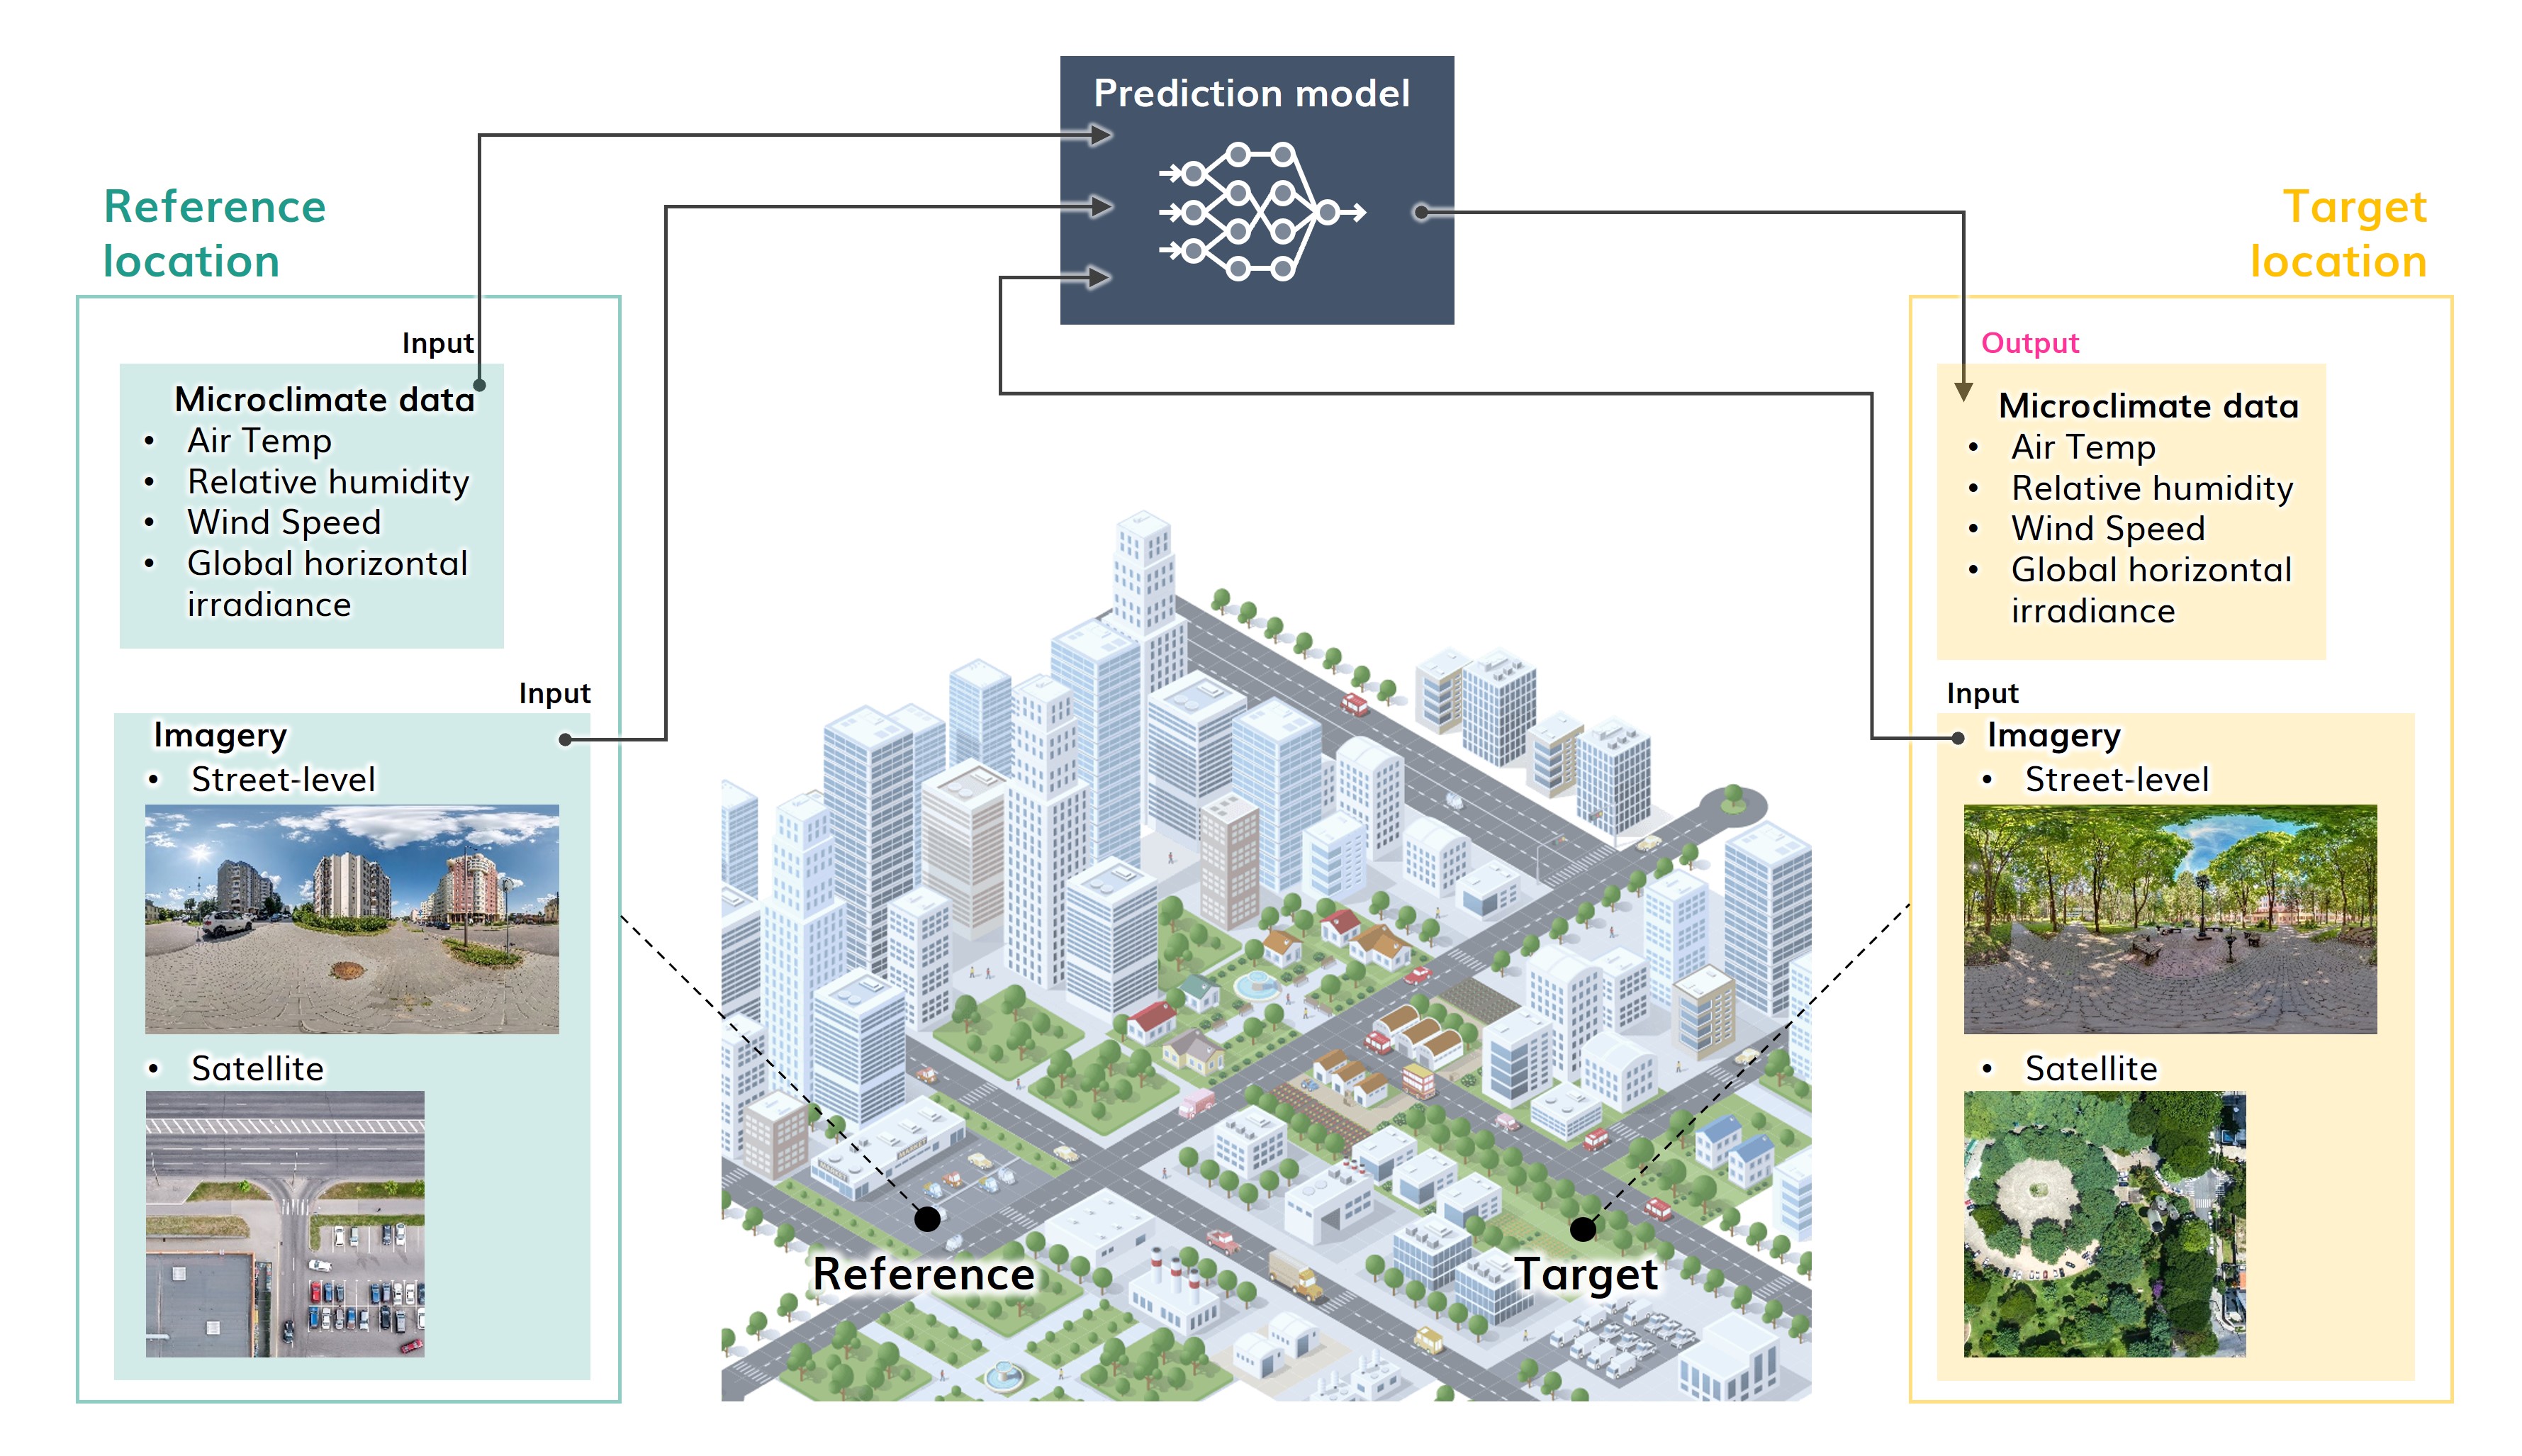 Prediction model
Reference
location
Input
Microclimate data
• Air Temp
• Relative humidity
• Wind Speed
• Global horizontal
irradiance
Input
Imagery
• Street-level
• Satellite
Target
location
Output
Microclimate data
• Air Temp
• Relative humidity
• Wind Speed
• Global horizontal
irradiance
Input
Imagery
• Street-level
• Satellite
MARKET
MARKET
Reference
Target